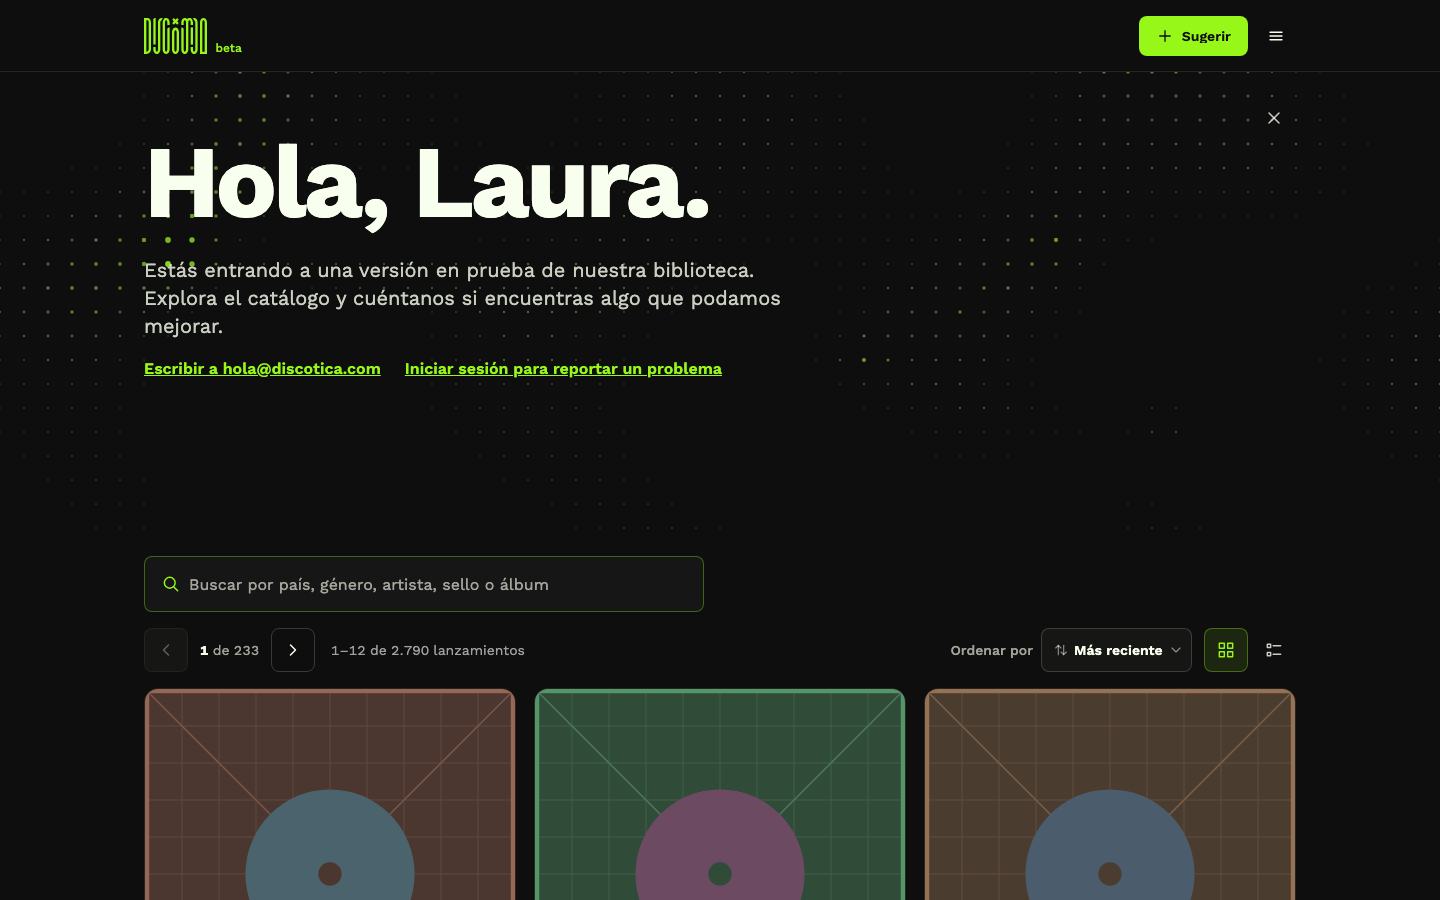 DISCÓTICA beta
Sugerir
Hola, Laura.
Estás entrando a una versión en prueba de nuestra biblioteca.
Explora el catálogo y cuéntanos si encuentras algo que podamos
mejorar.
Escribir a hola@discotica.com Iniciar sesión para reportar un problema
Buscar por país, género, artista, sello o álbum
1 de 233 1–12 de 2.790 lanzamientos Ordenar por Más reciente